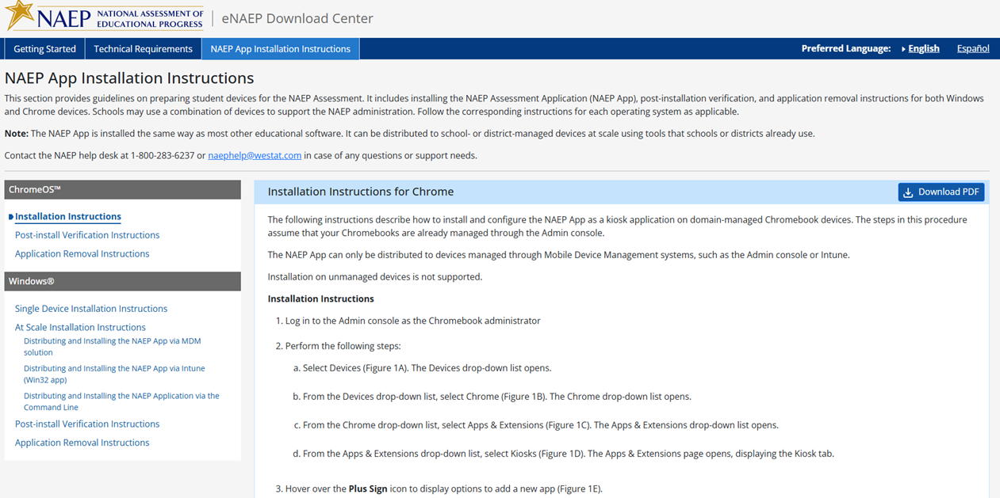 NAEP NATIONAL ASSESSMENT OF
EDUCATIONAL PROGRESS
eNAEP Download Center
Getting Started
Technical Requirements
NAEP App Installation Instructions
Preferred Language:
English
Español
NAEP App Installation Instructions
This section provides guidelines on preparing student devices for the NAEP Assessment. It includes installing the NAEP Assessment Application (NAEP App), post-installation verification, and application removal instructions for both Windows
and Chrome devices. Schools may use a combination of devices to support the NAEP administration. Follow the corresponding instructions for each operating system as applicable.
Note: The NAEP App is installed the same way as most other educational software. It can be distributed to school- or district-managed devices at scale using tools that schools or districts already use.
Contact the NAEP help desk at 1-800-283-6237 or naephelp@westat.com in case of any questions or support needs.
ChromeOS™
Installation Instructions
Post-install Verification Instructions
Application Removal Instructions
Windows®
Single Device Installation Instructions
At Scale Installation Instructions
Distributing and Installing the NAEP App via MDM
solution
Distributing and Installing the NAEP App via Intune
(Win32 app)
Distributing and Installing the NAEP Application via the
Command Line
Post-install Verification Instructions
Application Removal Instructions
Installation Instructions for Chrome
Download PDF
The following instructions describe how to install and configure the NAEP App as a kiosk application on domain-managed Chromebook devices. The steps in this procedure
assume that your Chromebooks are already managed through the Admin console.
The NAEP App can only be distributed to devices managed through Mobile Device Management systems, such as the Admin console or Intune.
Installation on unmanaged devices is not supported.
Installation Instructions
1. Log in to the Admin console as the Chromebook administrator
2. Perform the following steps:
a. Select Devices (Figure 1A). The Devices drop-down list opens.
b. From the Devices drop-down list, select Chrome (Figure 1B). The Chrome drop-down list opens.
c. From the Chrome drop-down list, select Apps & Extensions (Figure 1C). The Apps & Extensions drop-down list opens.
d. From the Apps & Extensions drop-down list, select Kiosks (Figure 1D). The Apps & Extensions page opens, displaying the Kiosk tab.
3. Hover over the Plus Sign icon to display options to add a new app (Figure 1E).